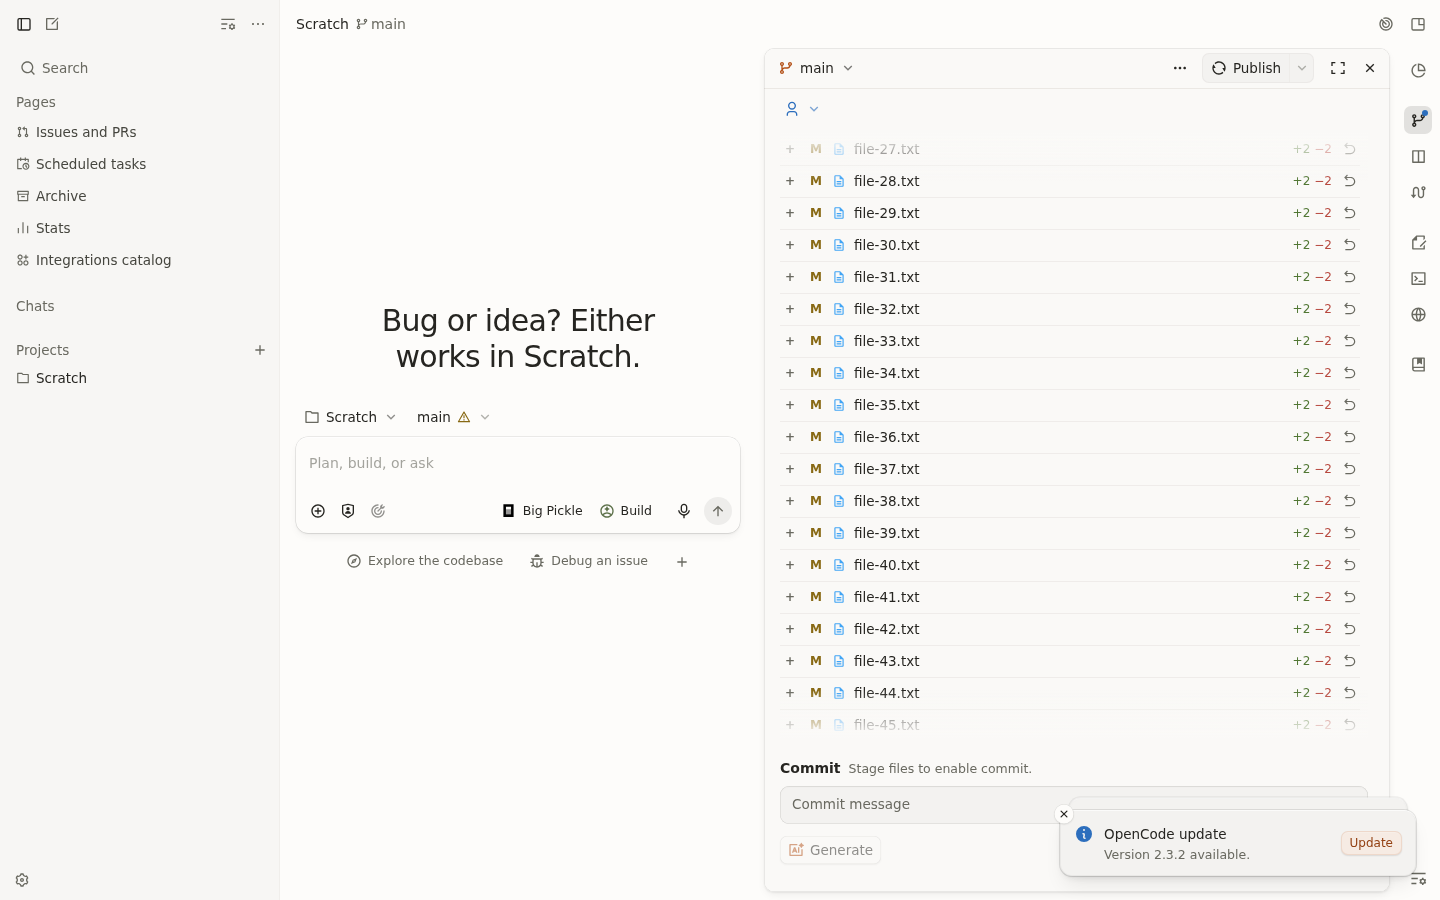 Scratch main
Search
Pages
Issues and PRs
Scheduled tasks
Archive
Stats
Integrations catalog
Chats
Projects
Scratch
Bug or idea? Either
works in Scratch.
Scratch main
Plan, build, or ask
Big Pickle Build
Explore the codebase Debug an issue
main Publish
+ M file-27.txt +2 −2
+ M file-28.txt +2 −2
+ M file-29.txt +2 −2
+ M file-30.txt +2 −2
+ M file-31.txt +2 −2
+ M file-32.txt +2 −2
+ M file-33.txt +2 −2
+ M file-34.txt +2 −2
+ M file-35.txt +2 −2
+ M file-36.txt +2 −2
+ M file-37.txt +2 −2
+ M file-38.txt +2 −2
+ M file-39.txt +2 −2
+ M file-40.txt +2 −2
+ M file-41.txt +2 −2
+ M file-42.txt +2 −2
+ M file-43.txt +2 −2
+ M file-44.txt +2 −2
+ M file-45.txt +2 −2
Commit Stage files to enable commit.
Commit message
AI Generate
OpenCode update
Version 2.3.2 available.
Update